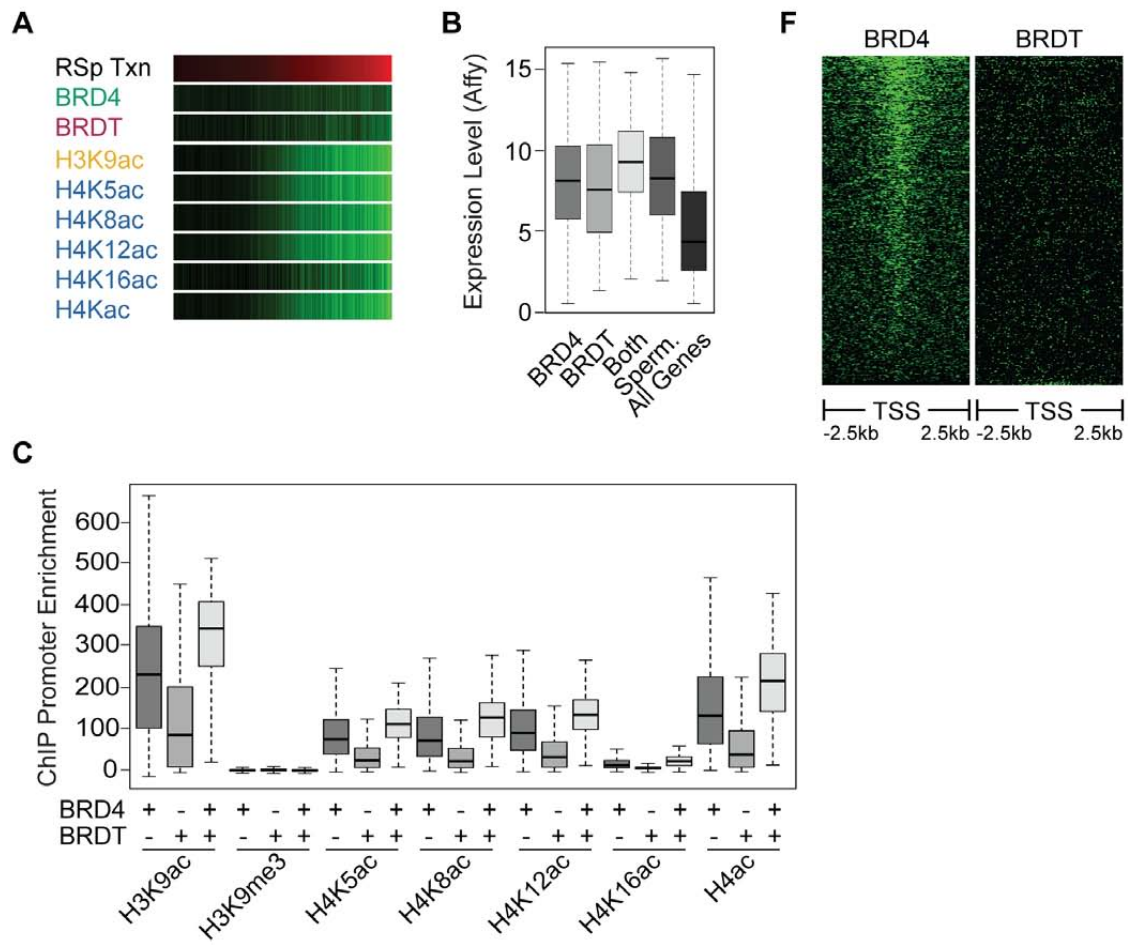 A
RSp Txn
BRD4
BRDT
H3K9ac
H4K5ac
H4K8ac
H4K12ac
H4K16ac
H4Kac
B
Expression Level (Affy)
15
10
5
0
BRD4
BRDT
Both
Sperm.
All Genes
F
BRD4 BRDT
TSS TSS
-2.5kb 2.5kb -2.5kb 2.5kb
C
ChIP Promoter Enrichment
600
500
400
300
200
100
0
BRD4 + - + + - + + - + + - + + - + + - + + - +
BRDT - + + - + + - + + - + + - + + - + + - + +
H3K9ac
H3K9me3
H4K5ac
H4K8ac
H4K12ac
H4K16ac
H4ac